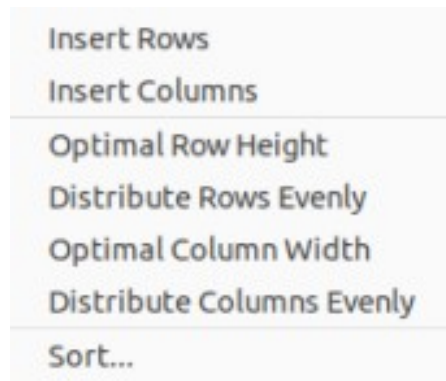 Insert Rows
Insert Columns
Optimal Row Height
Distribute Rows Evenly
Optimal Column Width
Distribute Columns Evenly
Sort...